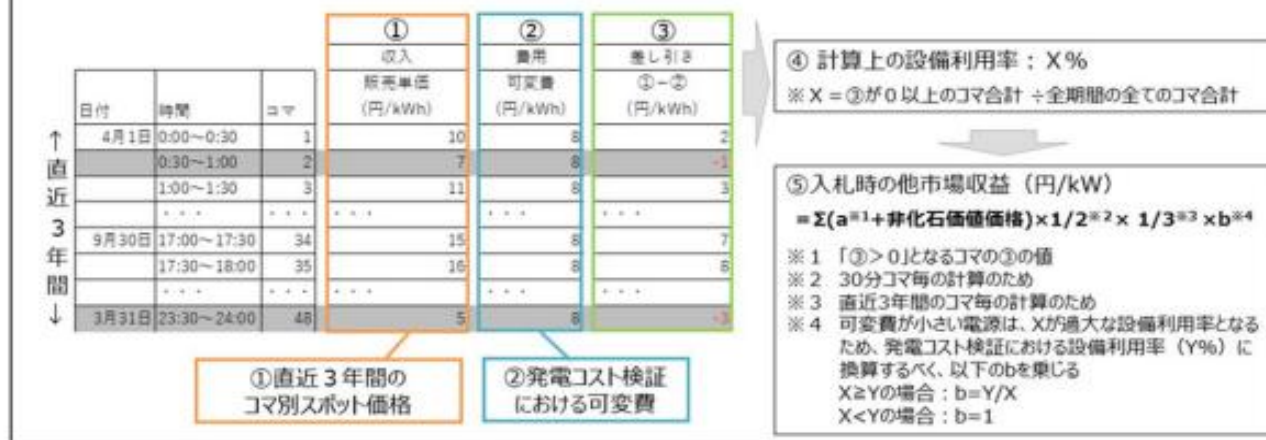 ①
②
③
収入
費用
差し引き
販売単価
可変費
①-②
日付 時間 コマ (円/kWh) (円/kWh) (円/kWh)
4月1日 0:00～0:30 1 10 8 2
0:30～1:00 2 7 8 -1
1:00～1:30 3 11 8 3
・・・ ・・・ ・・・ ・・・ ・・・
9月30日 17:00～17:30 34 15 8 7
17:30～18:00 35 16 8 8
・・・ ・・・ ・・・ ・・・ ・・・
3月31日 23:30～24:00 48 5 8 -3
↑直近3年間↓
①直近3年間の
コマ別スポット価格
②発電コスト検証
における可変費
④ 計算上の設備利用率：X%
※X＝③が0以上のコマ合計 ÷全期間の全てのコマ合計
⑤入札時の他市場収益（円/kW）
＝Σ(a※1+非化石価値価格)×1/2※2× 1/3※3 ×b※4
※1 「③>0」となるコマの③の値
※2 30分コマ毎の計算のため
※3 直近3年間のコマ毎の計算のため
※4 可変費が小さい電源は、Xが過大な設備利用率となる
ため、発電コスト検証における設備利用率（Y%）に
換算するべく、以下のbを乗じる
X≥Yの場合：b=Y/X
X<Yの場合：b=1